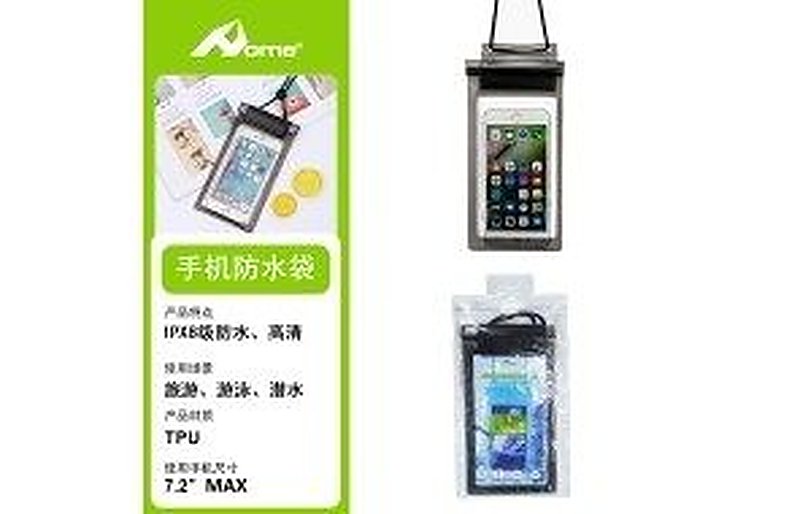 Home
手机防水袋
产品特点
IPX8级防水、高清
使用场景
旅游、游泳、潜水
产品材质
TPU
使用手机尺寸
7.2" MAX